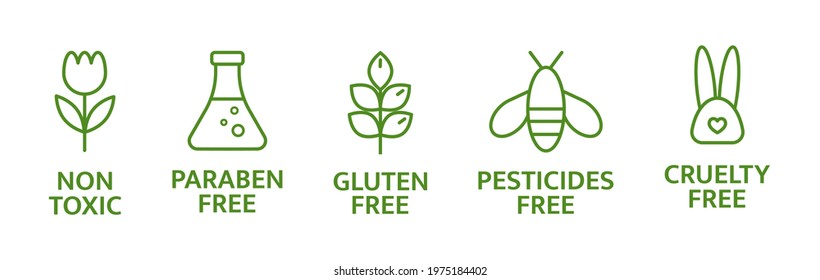 NON
TOXIC
PARABEN
FREE
GLUTEN
FREE
PESTICIDES
FREE
CRUELTY
FREE
shutterstock.com · 1975184402